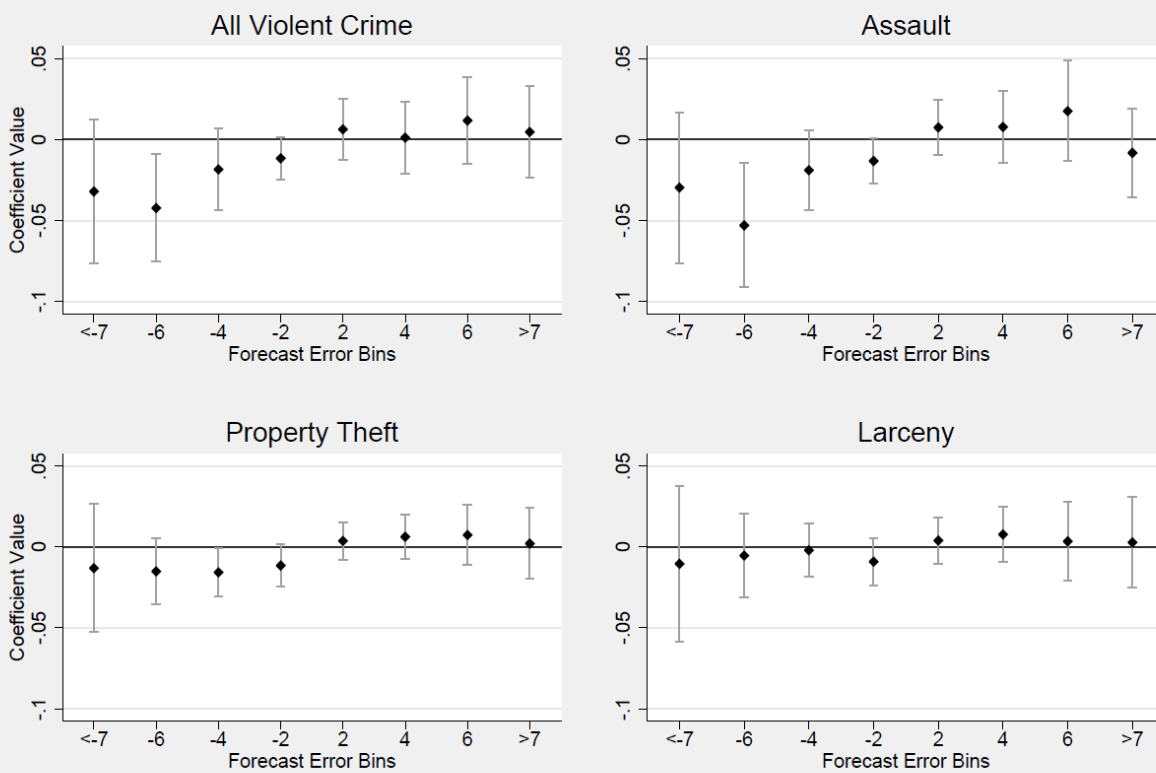 All Violent Crime
Coefficient Value
.05
0
-.05
-.1
<-7 -6 -4 -2 2 4 6 >7
Forecast Error Bins
Assault
.05
0
-.05
-.1
<-7 -6 -4 -2 2 4 6 >7
Forecast Error Bins
Property Theft
Coefficient Value
.05
0
-.05
-.1
<-7 -6 -4 -2 2 4 6 >7
Forecast Error Bins
Larceny
.05
0
-.05
-.1
<-7 -6 -4 -2 2 4 6 >7
Forecast Error Bins